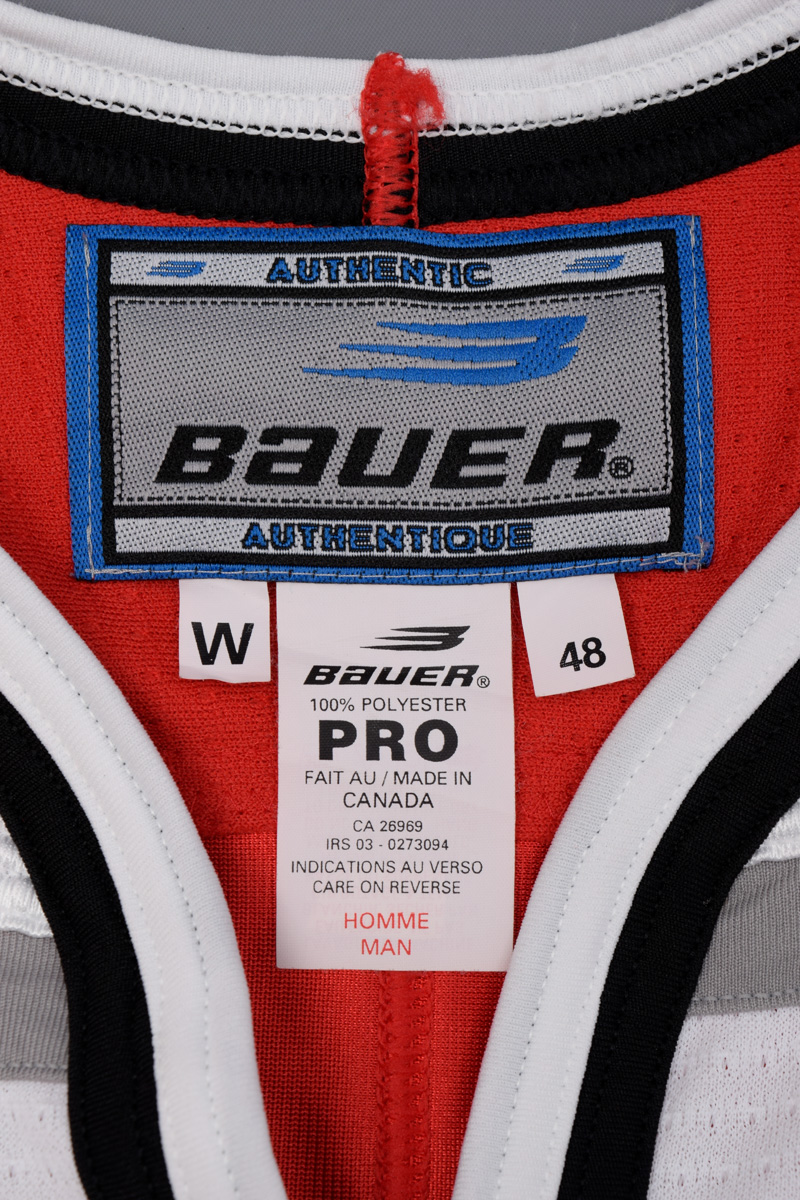 AUTHENTIC
BaUER®
AUTHENTIQUE
W
48
BaUER®
100% POLYESTER
PRO
FAIT AU / MADE IN
CANADA
CA 26969
IRS 03 - 0273094
INDICATIONS AU VERSO
CARE ON REVERSE
HOMME
MAN